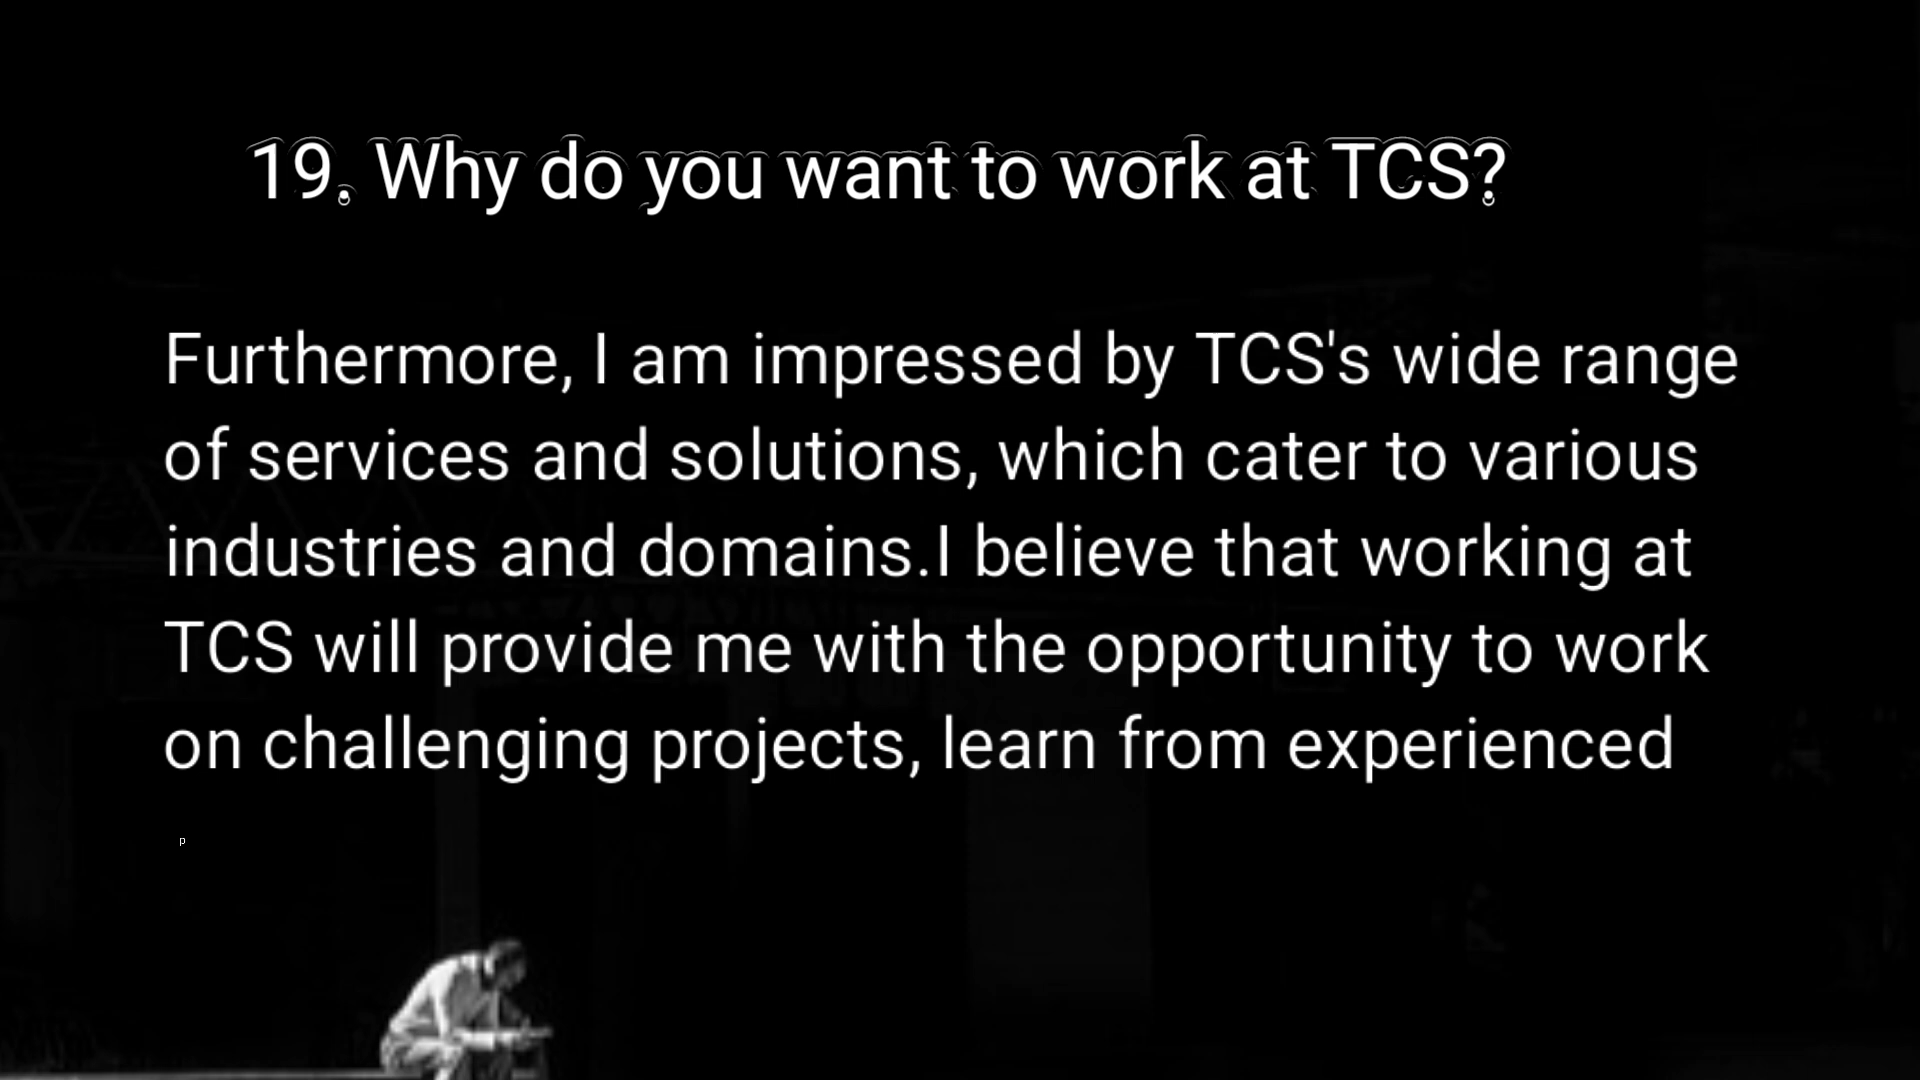 19. Why do you want to work at TCS?
Furthermore, I am impressed by TCS's wide range
of services and solutions, which cater to various
industries and domains.I believe that working at
TCS will provide me with the opportunity to work
on challenging projects, learn from experienced
p